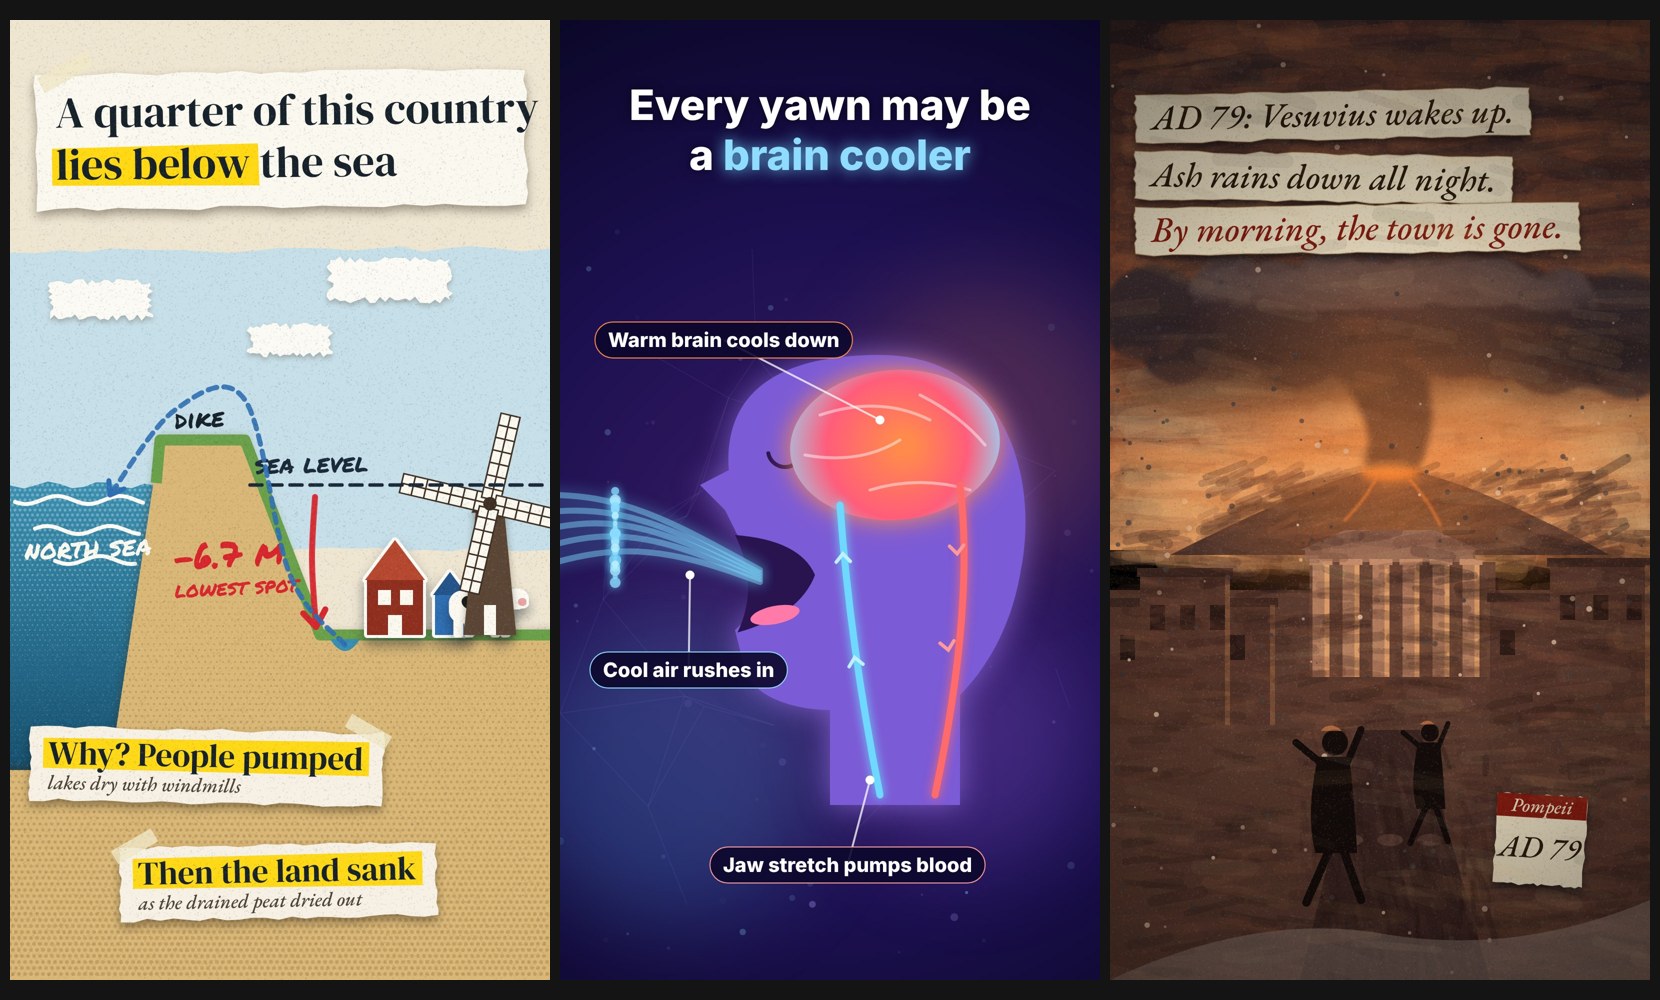 A quarter of this country
lies below the sea
DIKE
SEA LEVEL
NORTH SEA
-6.7 M
LOWEST SPOT
Why? People pumped
lakes dry with windmills
Then the land sank
as the drained peat dried out
Every yawn may be
a brain cooler
Warm brain cools down
Cool air rushes in
Jaw stretch pumps blood
AD 79: Vesuvius wakes up.
Ash rains down all night.
By morning, the town is gone.
Pompeii
AD 79